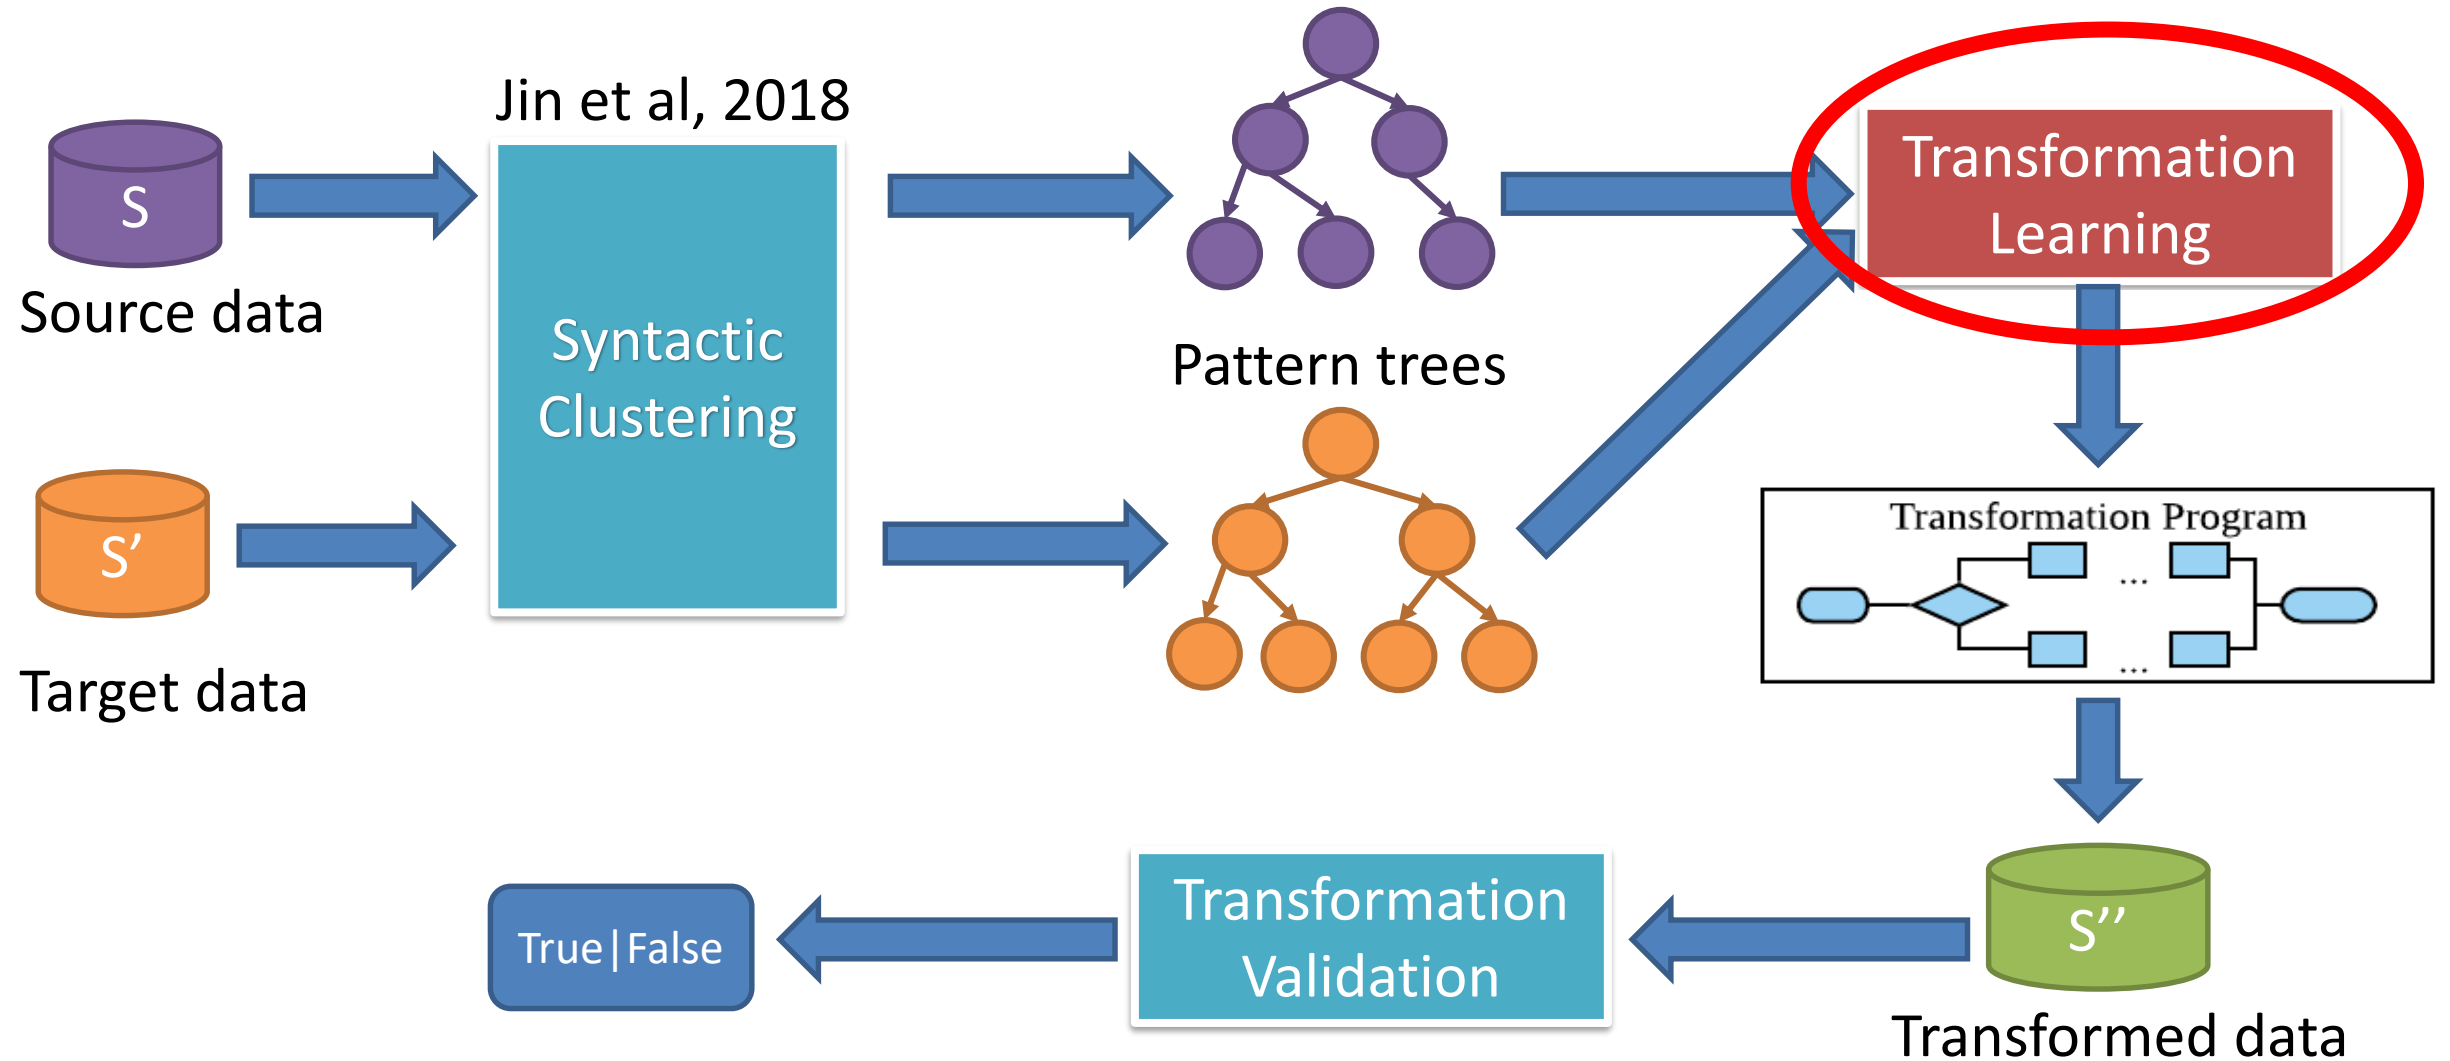 Jin et al, 2018
S
Source data
Syntactic
Clustering
S’
Target data
Pattern trees
Transformation
Learning
Transformation Program
...
...
S’’
Transformed data
Transformation
Validation
True|False